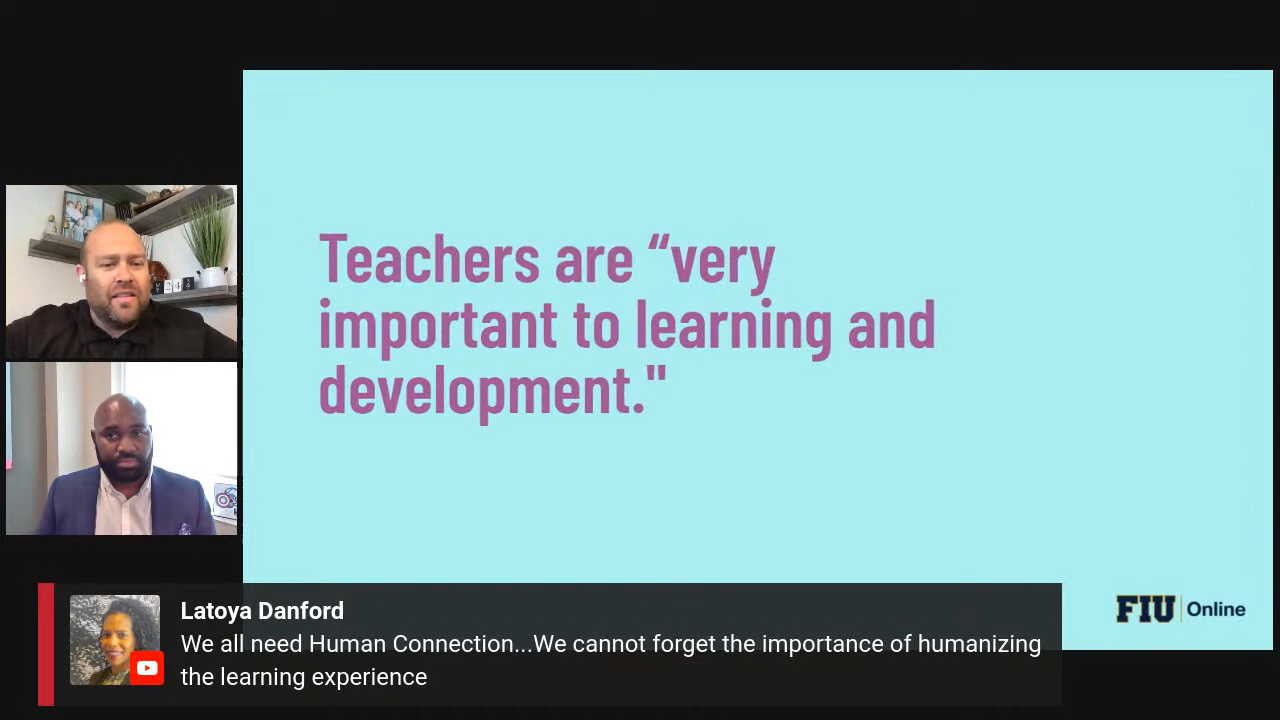 Teachers are “very
important to learning and
development."
FIU Online
Latoya Danford
We all need Human Connection...We cannot forget the importance of humanizing
the learning experience